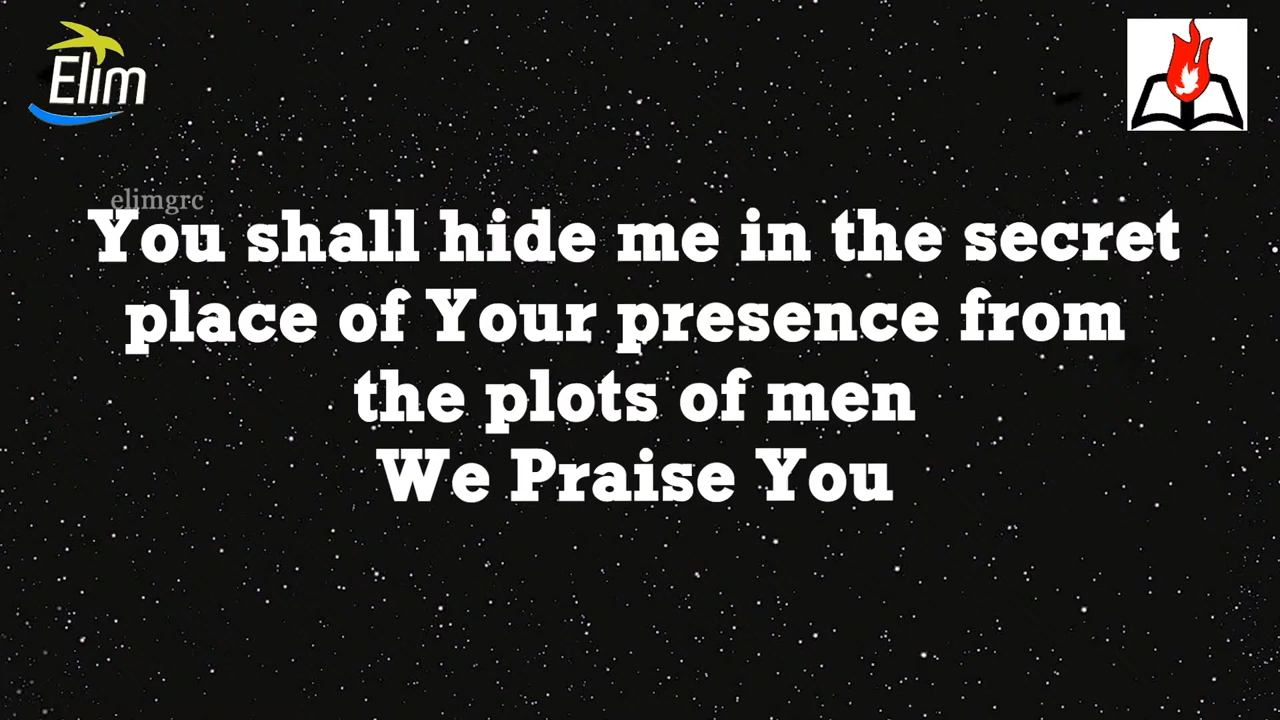 Elim
elimgrc
You shall hide me in the secret
place of Your presence from
the plots of men
We Praise You